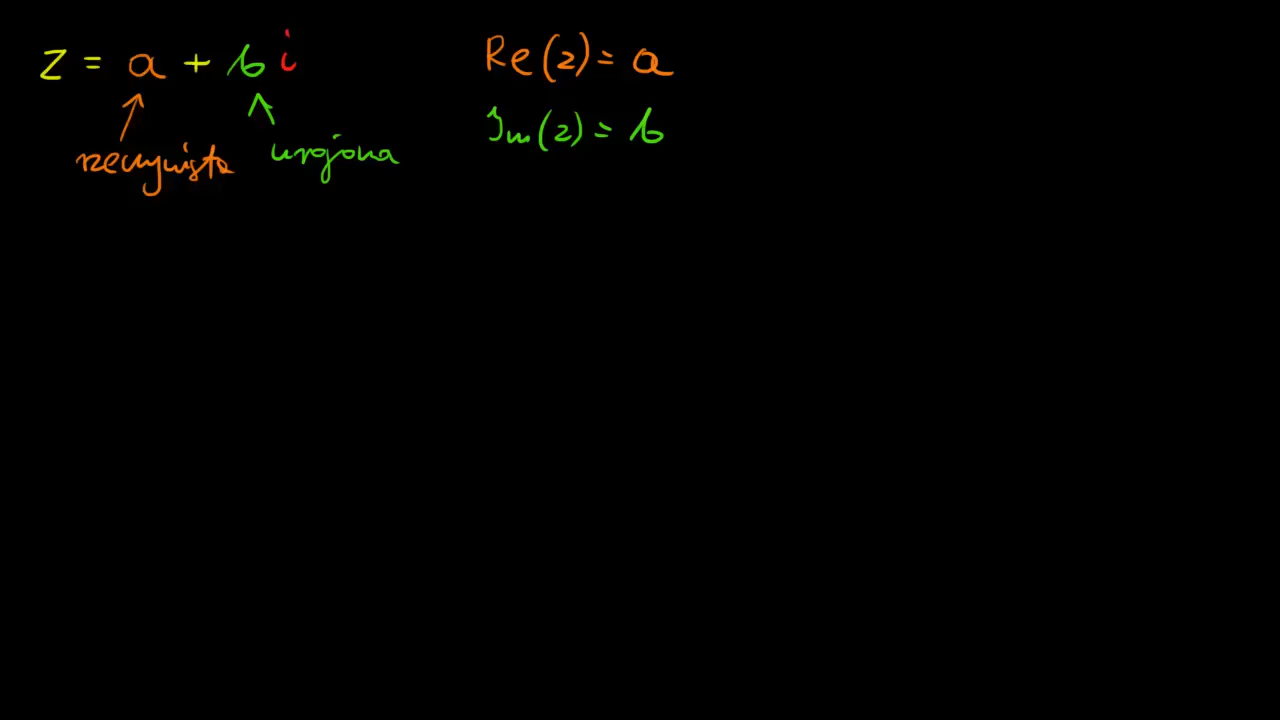 z = a + bi
rzeczywista
urojona
Re(z) = a
Im(z) = b